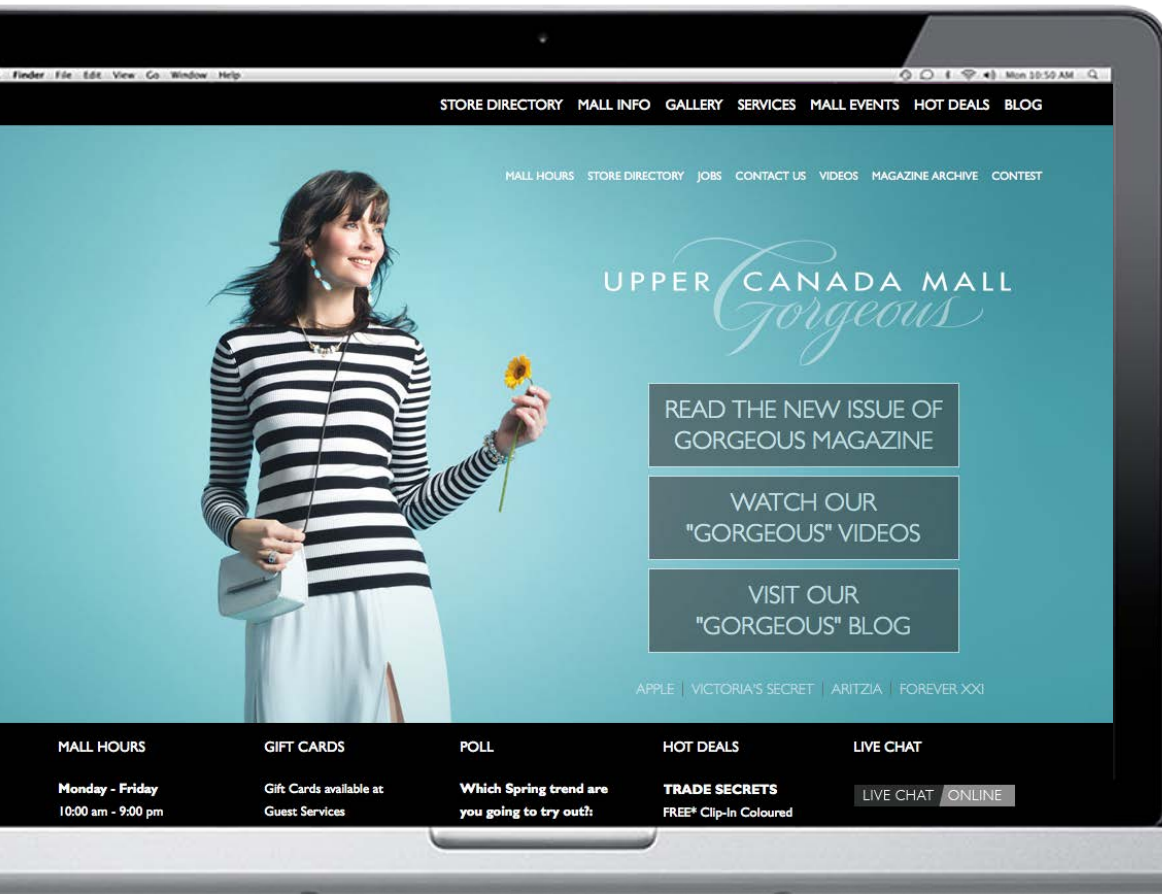 Finder File Edit View Go Window Help
Mon 10:50 AM
STORE DIRECTORY MALL INFO GALLERY SERVICES MALL EVENTS HOT DEALS BLOG
MALL HOURS STORE DIRECTORY JOBS CONTACT US VIDEOS MAGAZINE ARCHIVE CONTEST
UPPER CANADA MALL
Gorgeous
READ THE NEW ISSUE OF
GORGEOUS MAGAZINE
WATCH OUR
"GORGEOUS" VIDEOS
VISIT OUR
"GORGEOUS" BLOG
APPLE | VICTORIA'S SECRET | ARITZIA | FOREVER XXI
MALL HOURS
Monday - Friday
10:00 am - 9:00 pm
GIFT CARDS
Gift Cards available at
Guest Services
POLL
Which Spring trend are
you going to try out?:
HOT DEALS
TRADE SECRETS
FREE* Clip-In Coloured
LIVE CHAT
LIVE CHAT ONLINE